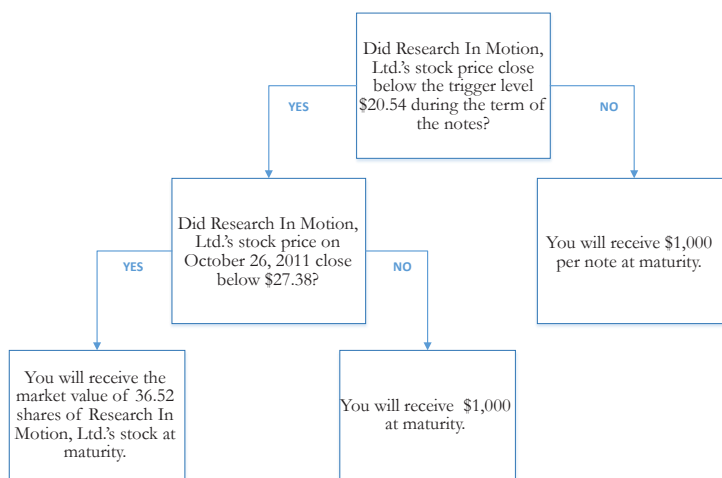 Did Research In Motion,
Ltd.'s stock price close
below the trigger level
$20.54 during the term of
the notes?
YES
NO
Did Research In Motion,
Ltd.'s stock price on
October 26, 2011 close
below $27.38?
You will receive $1,000
per note at maturity.
YES
NO
You will receive the
market value of 36.52
shares of Research In
Motion, Ltd.'s stock at
maturity.
You will receive $1,000
at maturity.